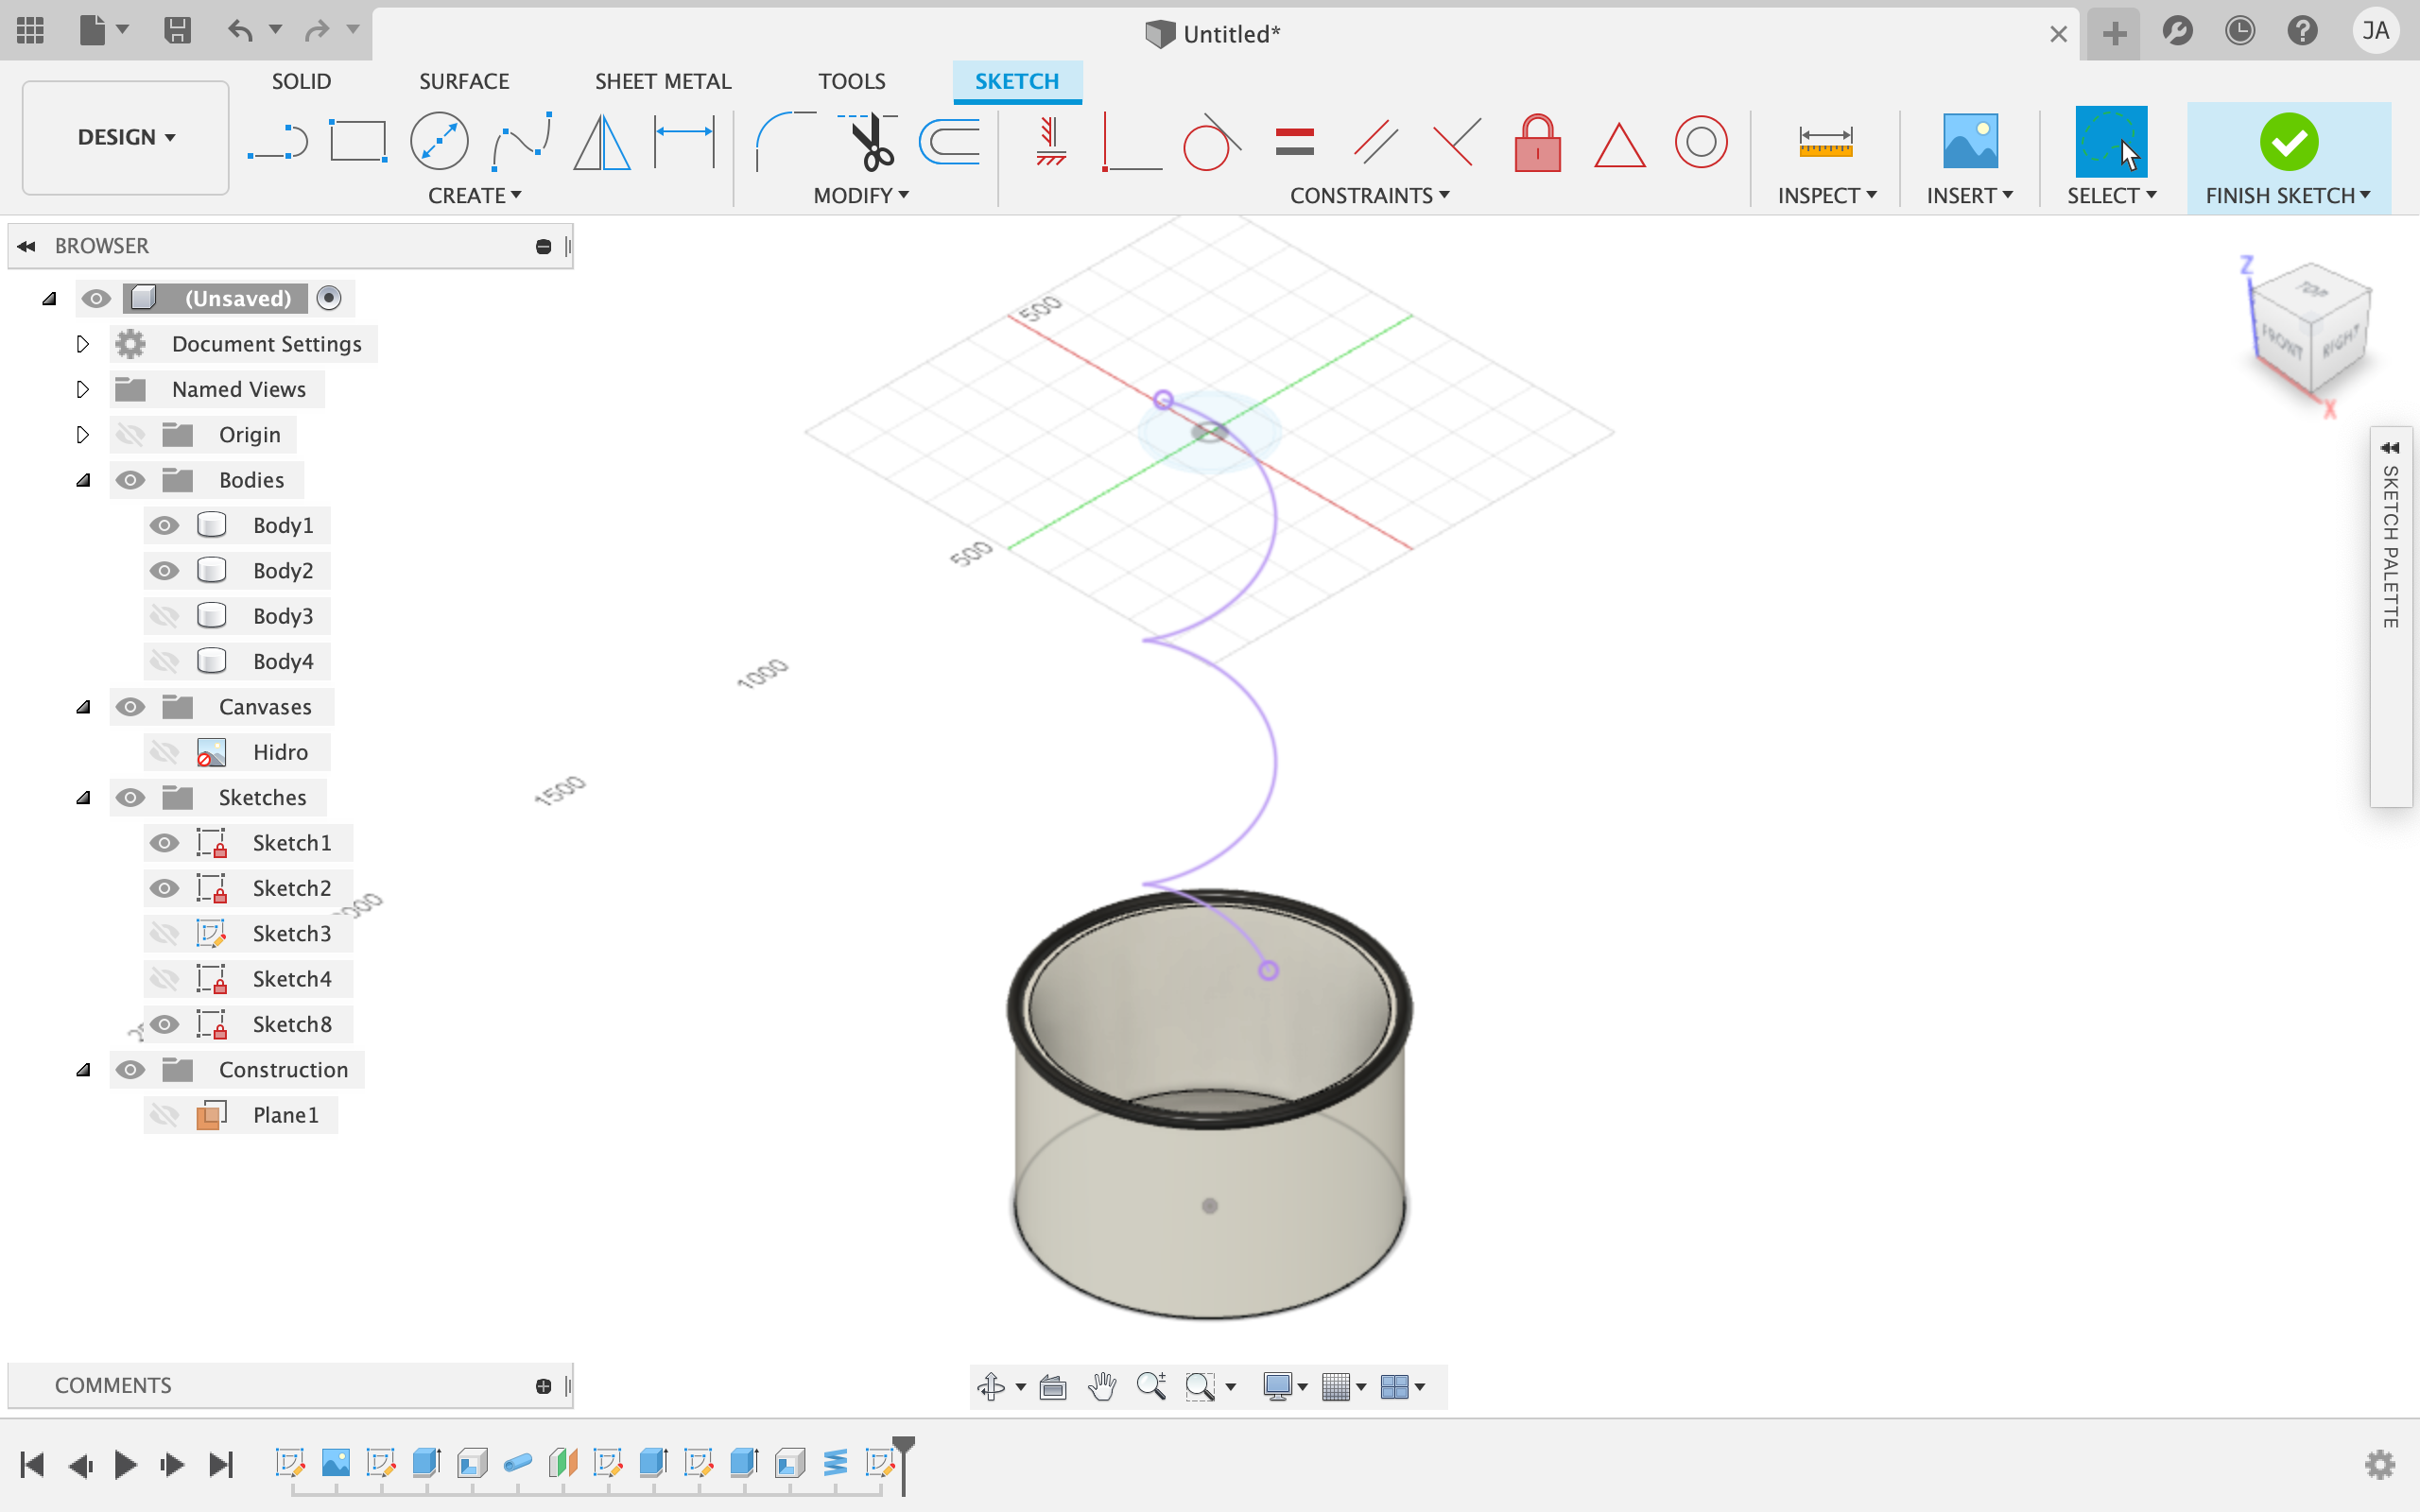 Untitled*
JA
SOLID
SURFACE
SHEET METAL
TOOLS
SKETCH
DESIGN
CREATE
MODIFY
CONSTRAINTS
INSPECT
INSERT
SELECT
FINISH SKETCH
BROWSER
(Unsaved)
Document Settings
Named Views
Origin
Bodies
Body1
Body2
Body3
Body4
Canvases
Hidro
Sketches
Sketch1
Sketch2
Sketch3
Sketch4
Sketch8
Construction
Plane1
500
500
1000
1500
Z
TOP
FRONT
RIGHT
X
SKETCH PALETTE
COMMENTS